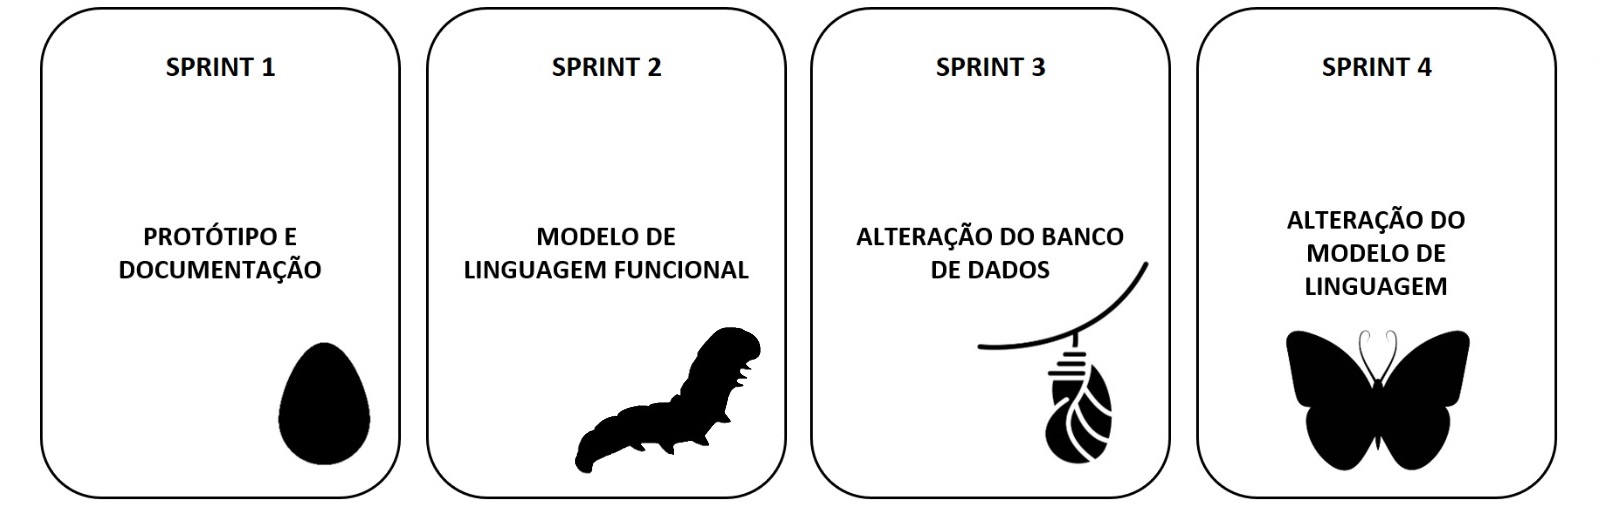 SPRINT 1
PROTÓTIPO E
DOCUMENTAÇÃO
SPRINT 2
MODELO DE
LINGUAGEM FUNCIONAL
SPRINT 3
ALTERAÇÃO DO BANCO
DE DADOS
SPRINT 4
ALTERAÇÃO DO
MODELO DE
LINGUAGEM